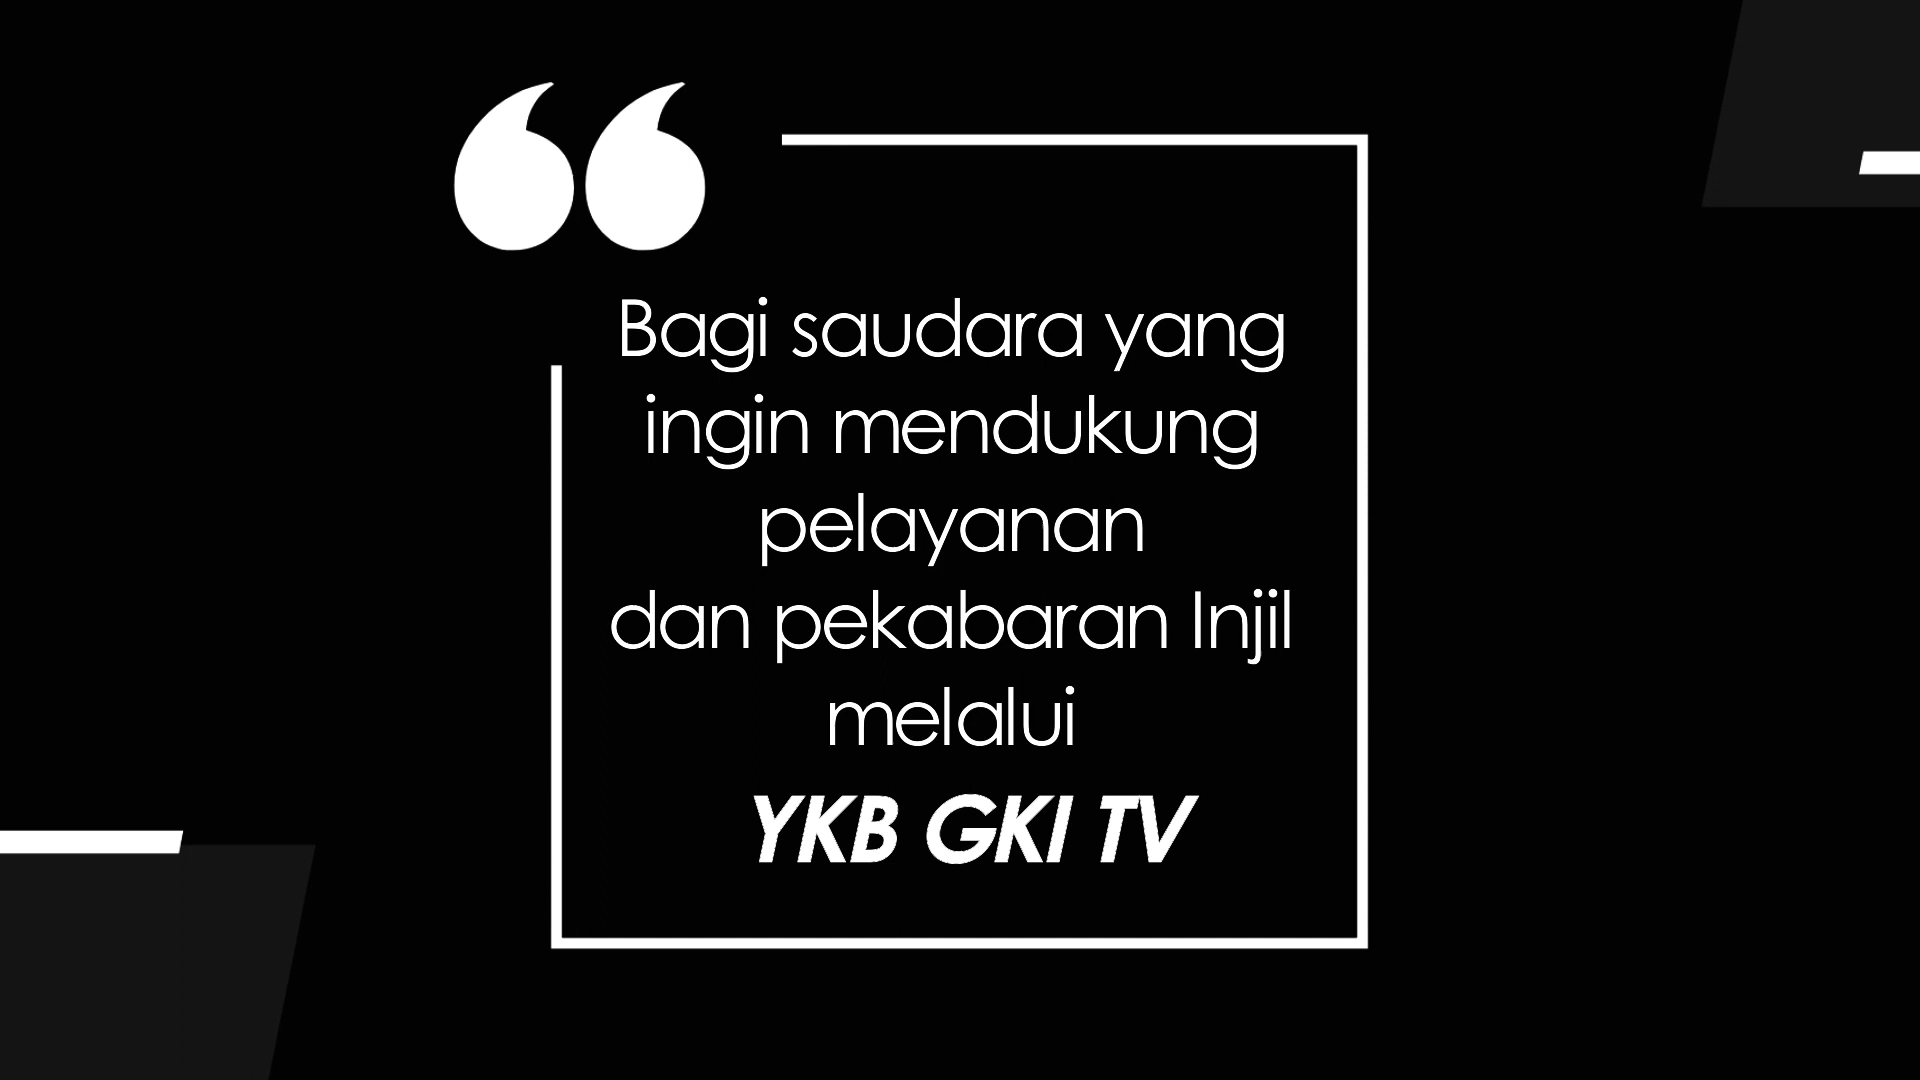 Bagi saudara yang
ingin mendukung
pelayanan
dan pekabaran Injil
melalui
YKB GKI TV